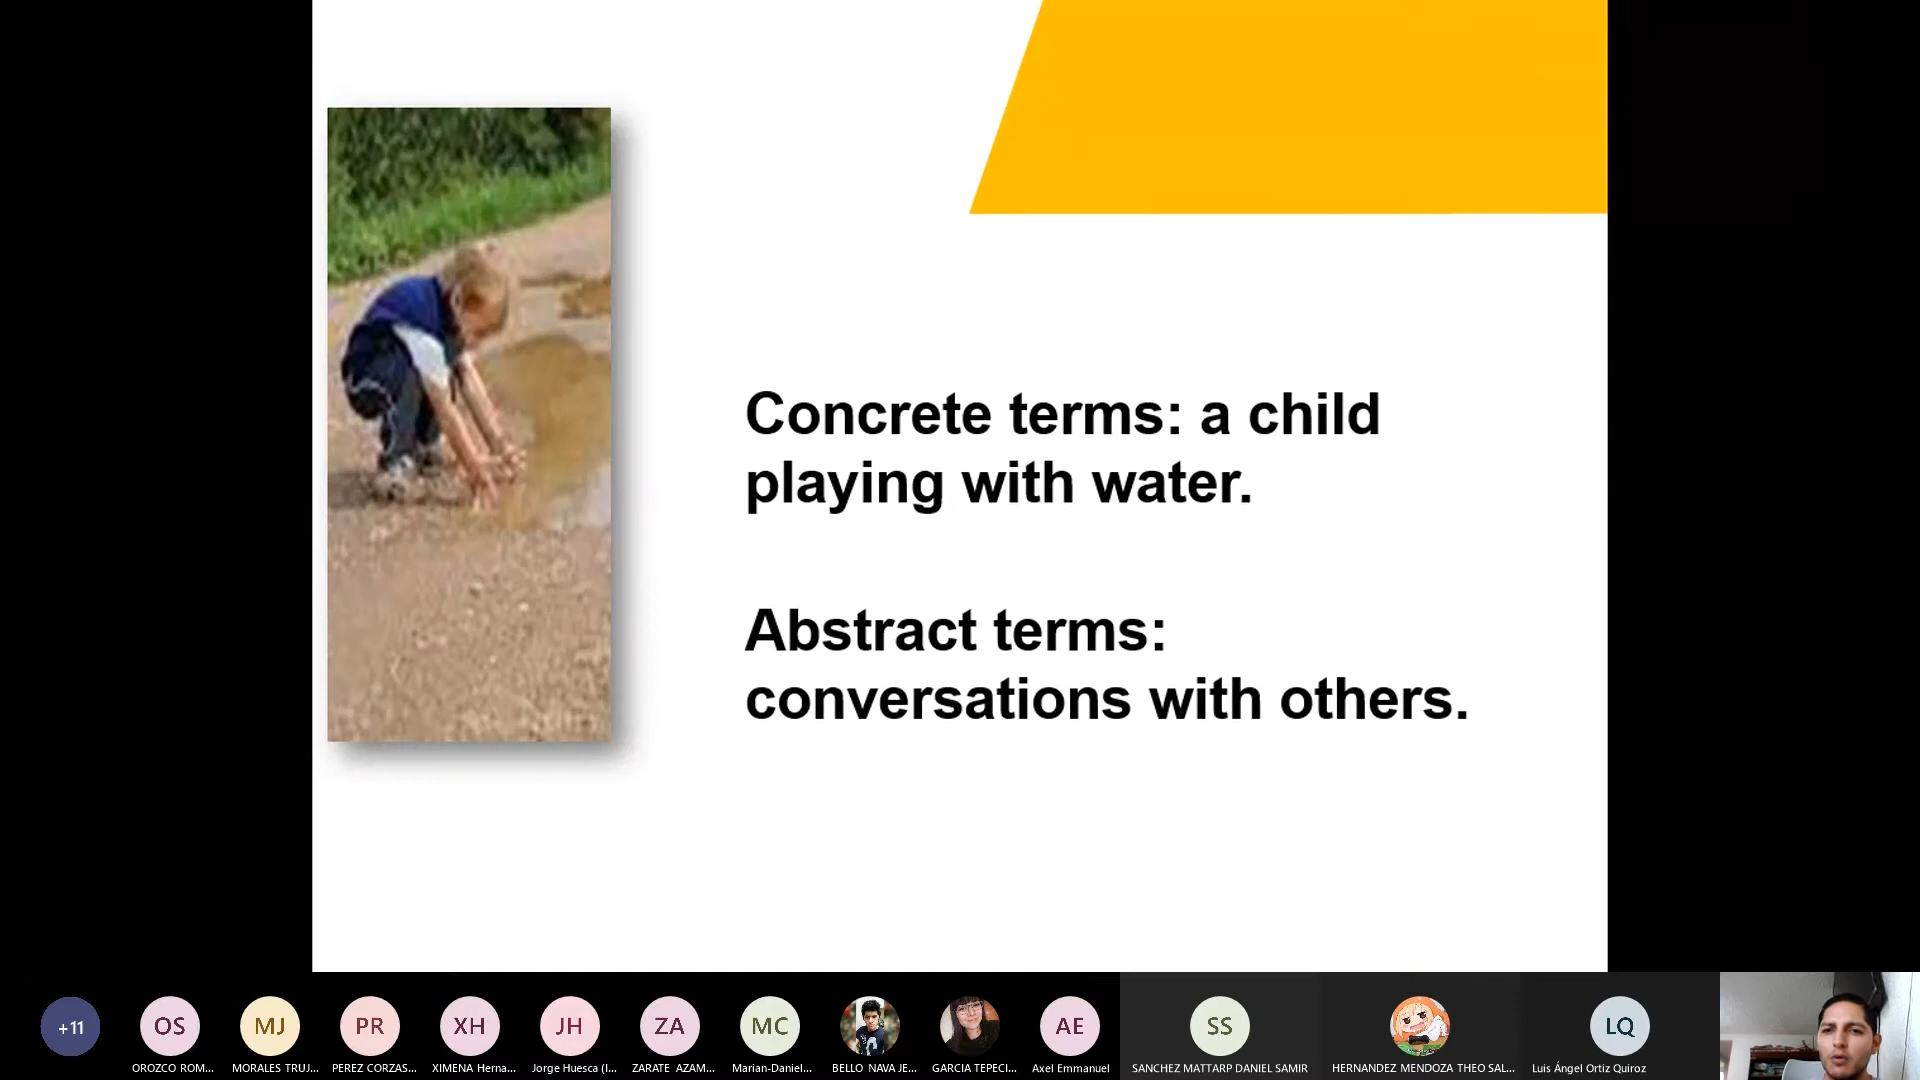 Concrete terms: a child
playing with water.
Abstract terms:
conversations with others.
+11
OS
MJ
PR
XH
JH
ZA
MC
AE
SS
LQ
OROZCO ROM...
MORALES TRUJ...
PEREZ CORZAS...
XIMENA Herna...
Jorge Huesca (I...
ZARATE AZAM...
Marian-Daniel...
BELLO NAVA JE...
GARCIA TEPECI...
Axel Emmanuel
SANCHEZ MATTARP DANIEL SAMIR
HERNANDEZ MENDOZA THEO SAL...
Luis Ángel Ortiz Quiroz